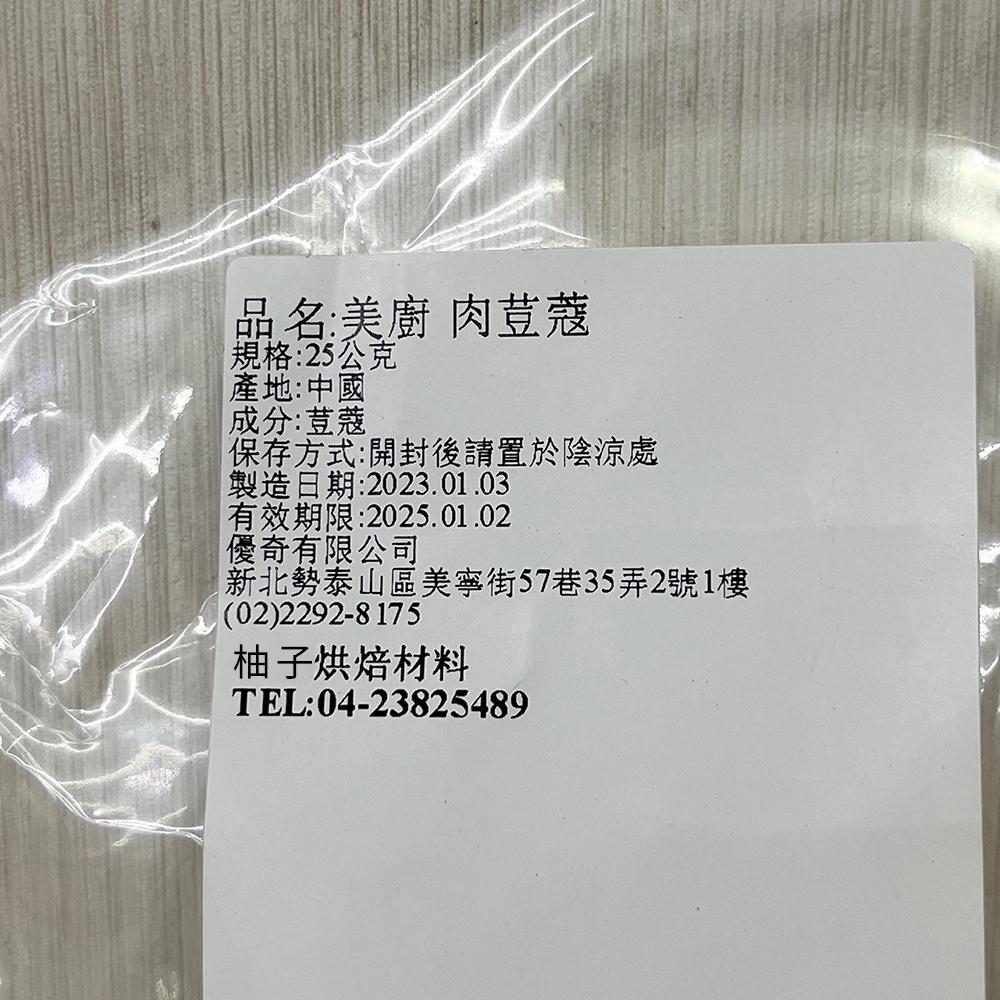 品名:美廚 肉荳蔻
規格:25公克
產地:中國
成分:荳蔻
保存方式:開封後請置於陰涼處
製造日期:2023.01.03
有效期限:2025.01.02
優奇有限公司
新北勢泰山區美寧街57巷35弄2號1樓
(02)2292-8175
柚子烘焙材料
TEL:04-23825489